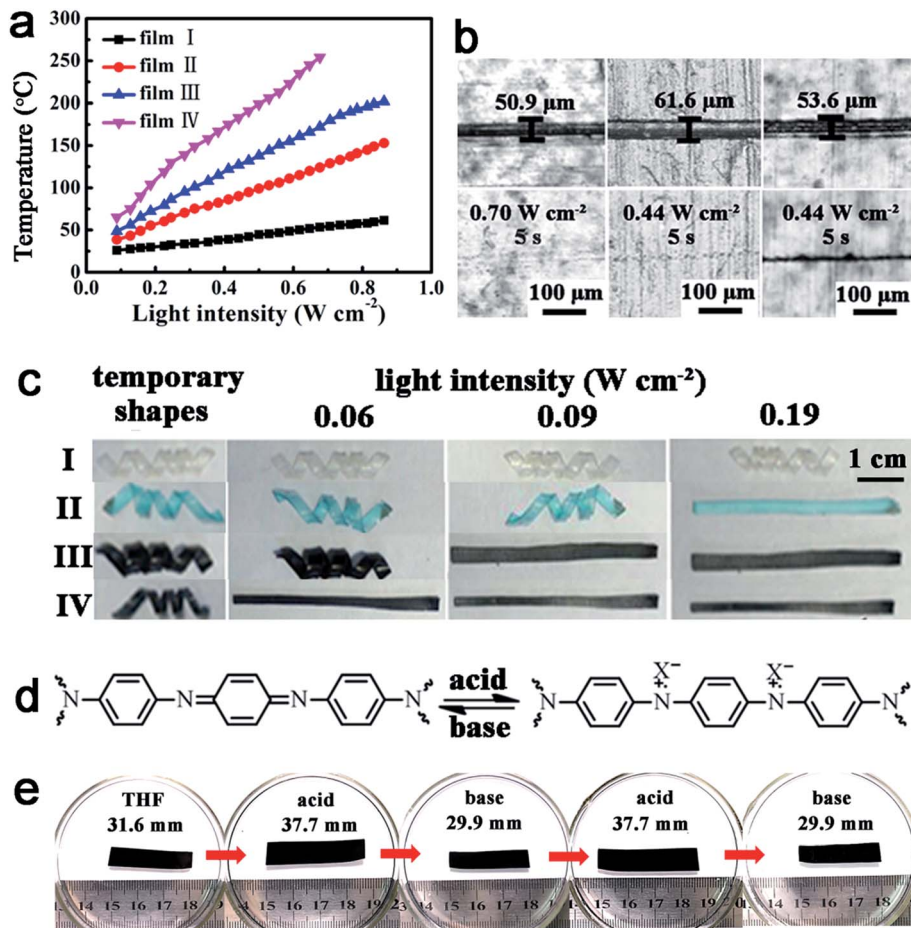 a
300
250
200
150
100
50
0
Temperature (°C)
film I
film II
film III
film IV
0.0 0.2 0.4 0.6 0.8 1.0
Light intensity (W cm⁻²)
b
50.9 μm 61.6 μm 53.6 μm
0.70 W cm⁻² 0.44 W cm⁻² 0.44 W cm⁻²
5 s 5 s 5 s
100 μm 100 μm 100 μm
c
temporary
shapes
light intensity (W cm⁻²)
0.06 0.09 0.19
I
1 cm
II
III
IV
d
X⁻ X⁻
N N N N N N N N
acid
base
e
THF acid base acid base
31.6 mm 37.7 mm 29.9 mm 37.7 mm 29.9 mm